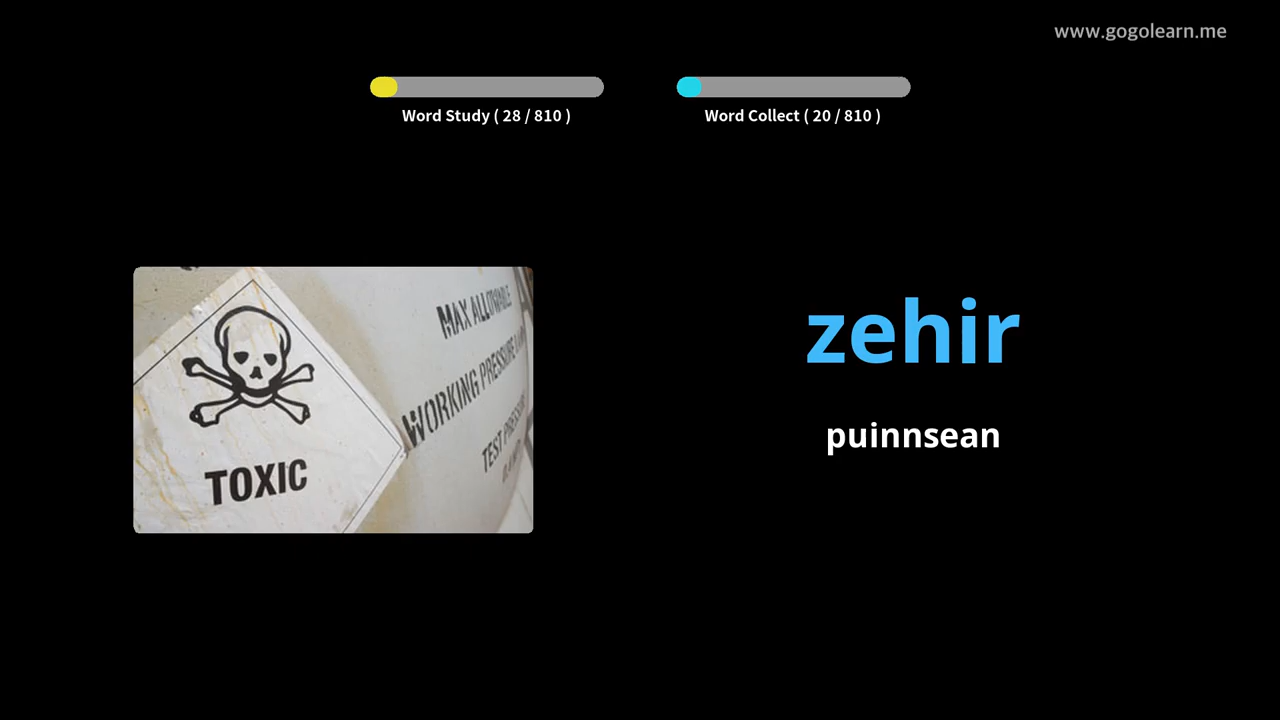 www.gogolearn.me
Word Study ( 28 / 810 )
Word Collect ( 20 / 810 )
zehir
puinnsean
TOXIC
MAX ALLOWABLE
WORKING PRESSURE
TEST PRESSURE